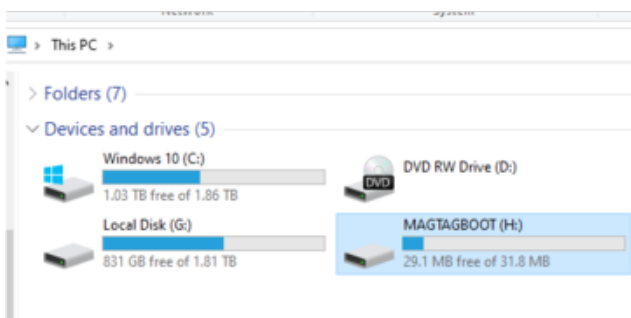 Network System
This PC
Folders (7)
Devices and drives (5)
Windows 10 (C:)
1.03 TB free of 1.86 TB
DVD RW Drive (D:)
DVD
Local Disk (G:)
831 GB free of 1.81 TB
MAGTAGBOOT (H:)
29.1 MB free of 31.8 MB